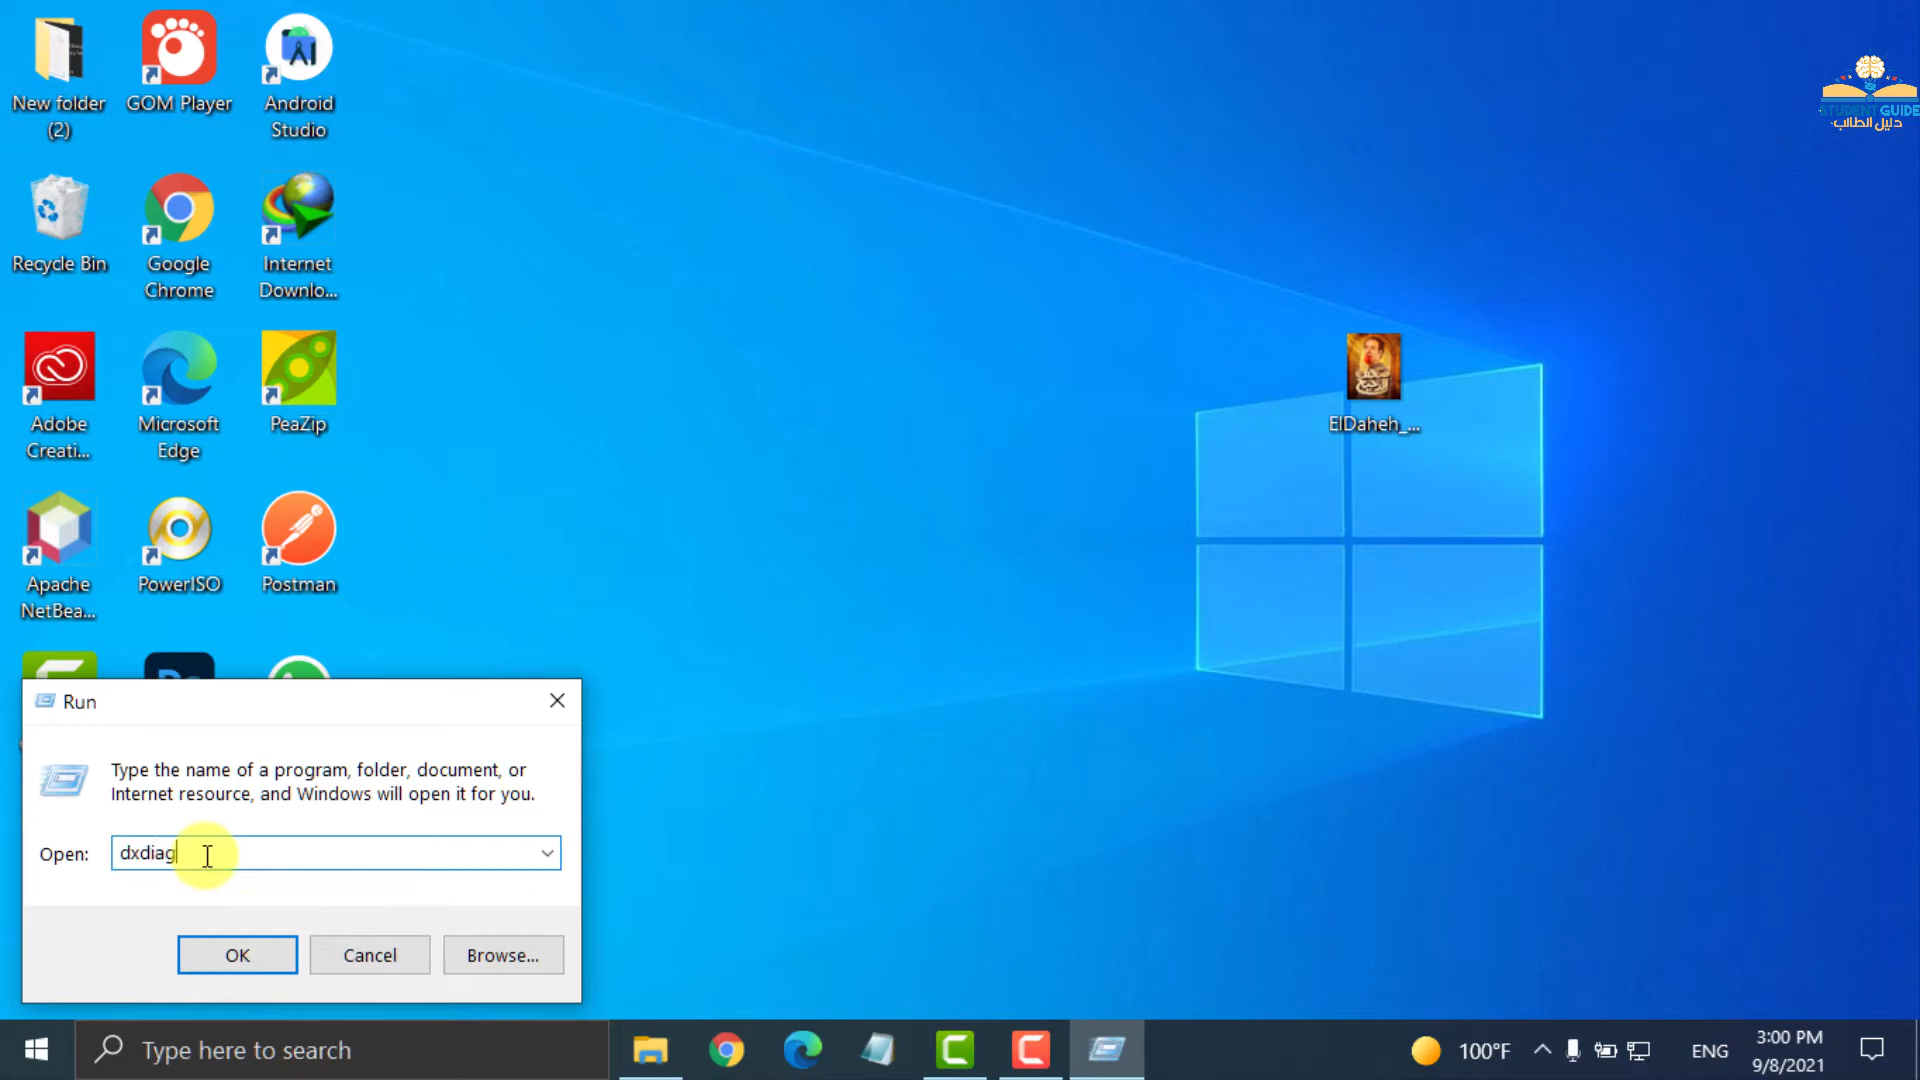 New folder
(2)
GOM Player
Android
Studio
Recycle Bin
Google
Chrome
Internet
Downlo...
Adobe
Creati...
Microsoft
Edge
PeaZip
Apache
NetBea...
PowerISO
Postman
STUDENT GUIDE
دليل الطالب
ElDaheh_...
Run
Type the name of a program, folder, document, or
Internet resource, and Windows will open it for you.
Open:
dxdiag
OK
Cancel
Browse...
Type here to search
100°F
ENG
3:00 PM
9/8/2021